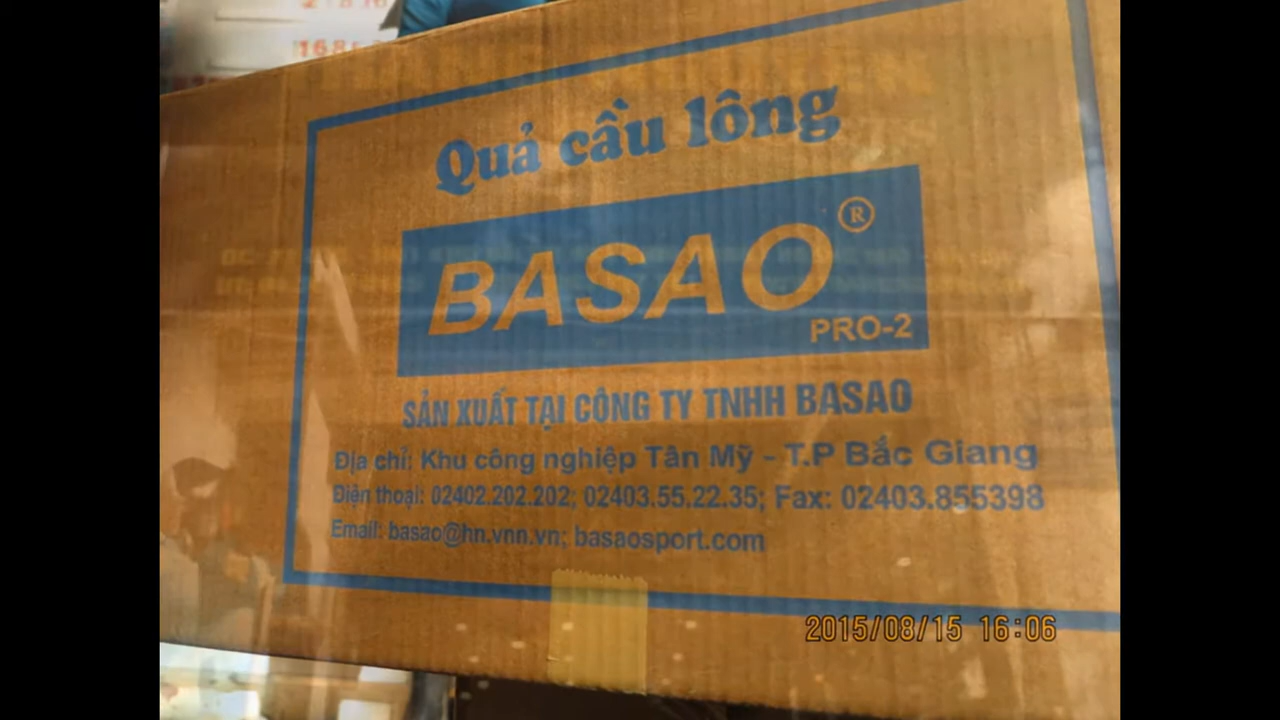 Quả cầu lông
BASAO®
PRO-2
SẢN XUẤT TẠI CÔNG TY TNHH BASAO
Địa chỉ: Khu công nghiệp Tân Mỹ - T.P Bắc Giang
Điện thoại: 02402.202.202; 02403.55.22.35; Fax: 02403.855398
Email: basao@hn.vnn.vn; basaosport.com
2015/08/15 16:06